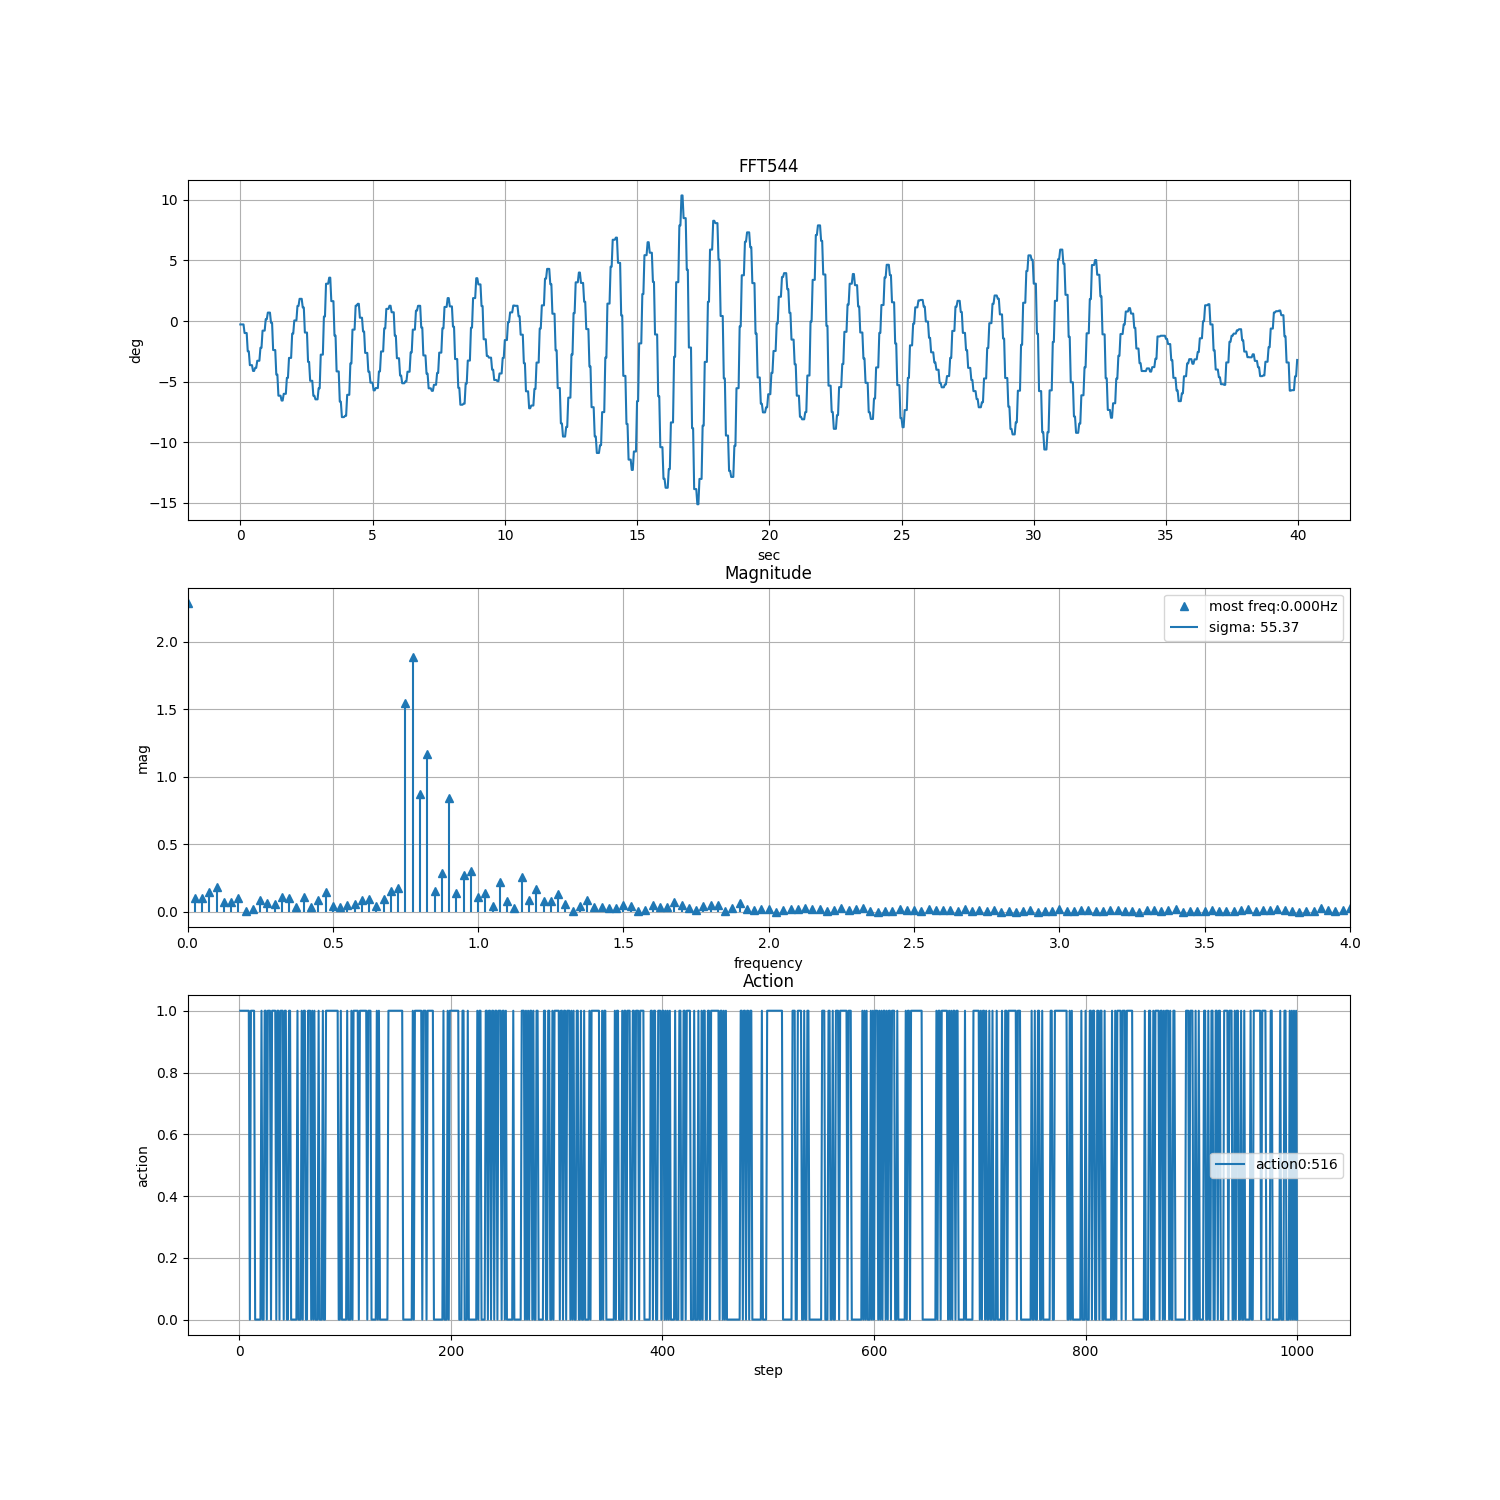 FFT544
10
5
0
−5
−10
−15
deg
0 5 10 15 20 25 30 35 40
sec
Magnitude
most freq:0.000Hz
sigma: 55.37
2.0
1.5
1.0
0.5
0.0
mag
0.0 0.5 1.0 1.5 2.0 2.5 3.0 3.5 4.0
frequency
Action
1.0
0.8
0.6
0.4
0.2
0.0
action
action0:516
0 200 400 600 800 1000
step